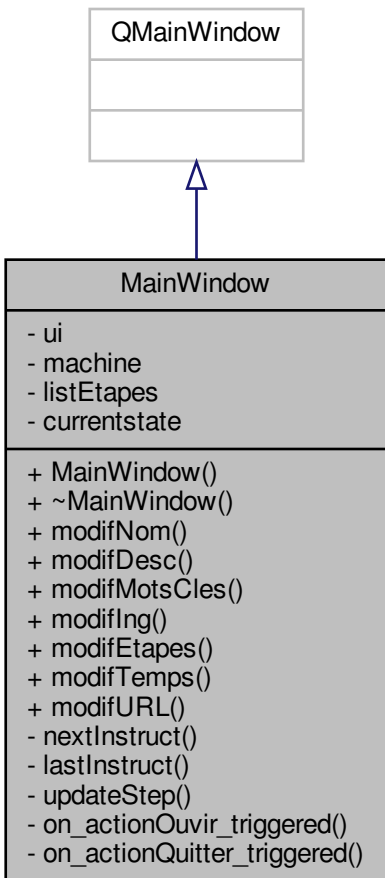 QMainWindow
MainWindow
- ui
- machine
- listEtapes
- currentstate
+ MainWindow()
+ ~MainWindow()
+ modifNom()
+ modifDesc()
+ modifMotsCles()
+ modifIng()
+ modifEtapes()
+ modifTemps()
+ modifURL()
- nextInstruct()
- lastInstruct()
- updateStep()
- on_actionOuvir_triggered()
- on_actionQuitter_triggered()